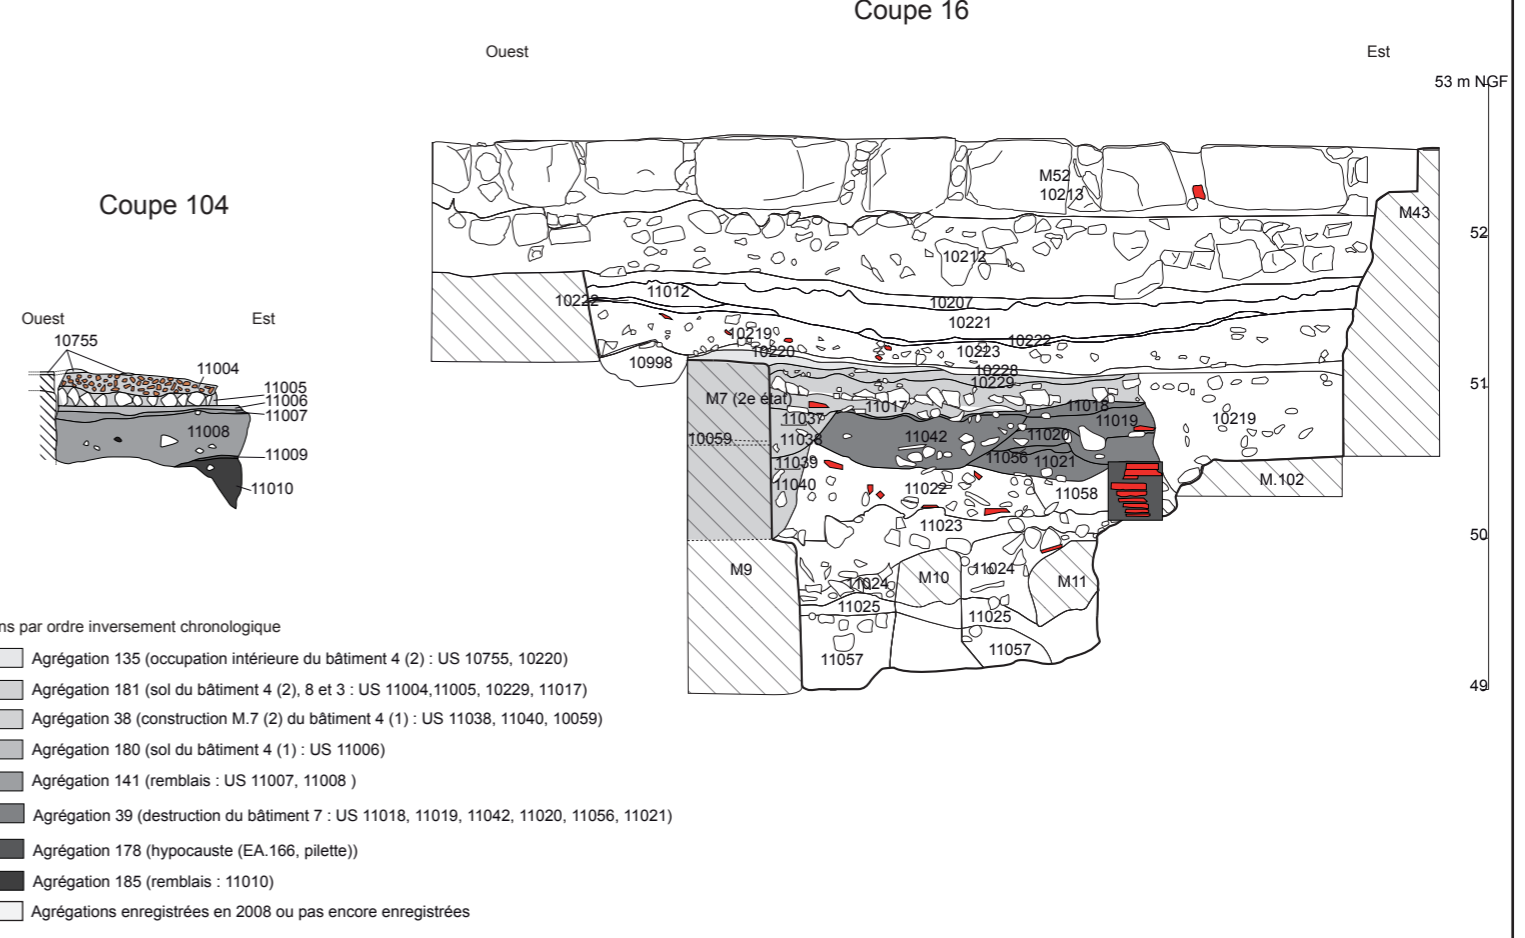 Coupe 16
Ouest
Est
53 m NGF
M52
10213
M43
52
10212
11012
10222
10207
10221
10219
10222
10220
10223
10998
10228
10229
51
M7 (2e état)
11017
11018
11037
11019
10219
10059
11038
11042
11020
11039
11056
11021
11040
11022
11058
M.102
11023
50
M9
11024
M10
11024
M11
11025
11025
11057
11057
49
Coupe 104
Ouest
Est
10755
11004
11005
11006
11007
11008
11009
11010
ns par ordre inversement chronologique
Agrégation 135 (occupation intérieure du bâtiment 4 (2) : US 10755, 10220)
Agrégation 181 (sol du bâtiment 4 (2), 8 et 3 : US 11004,11005, 10229, 11017)
Agrégation 38 (construction M.7 (2) du bâtiment 4 (1) : US 11038, 11040, 10059)
Agrégation 180 (sol du bâtiment 4 (1) : US 11006)
Agrégation 141 (remblais : US 11007, 11008 )
Agrégation 39 (destruction du bâtiment 7 : US 11018, 11019, 11042, 11020, 11056, 11021)
Agrégation 178 (hypocauste (EA.166, pilette))
Agrégation 185 (remblais : 11010)
Agrégations enregistrées en 2008 ou pas encore enregistrées